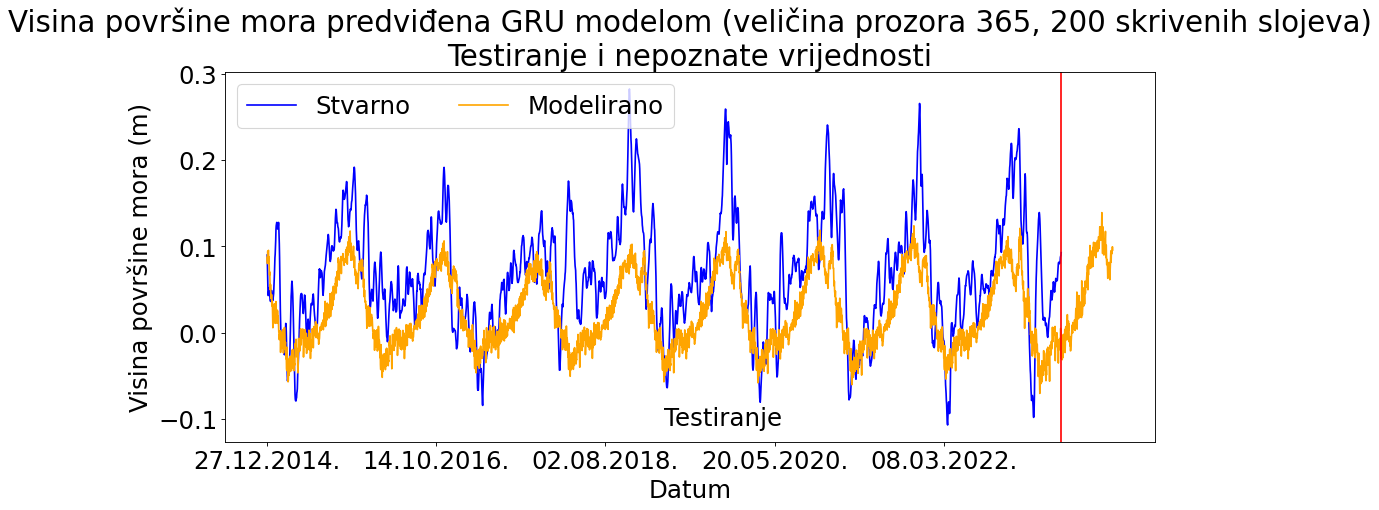 Visina površine mora predviđena GRU modelom (veličina prozora 365, 200 skrivenih slojeva)
Testiranje i nepoznate vrijednosti
Stvarno Modelirano
Visina površine mora (m)
0.3
0.2
0.1
0.0
−0.1
Testiranje
27.12.2014. 14.10.2016. 02.08.2018. 20.05.2020. 08.03.2022.
Datum